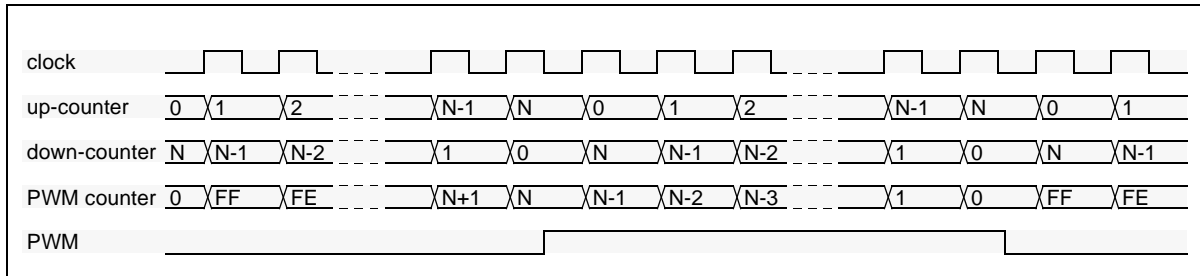 clock
up-counter 0 1 2 N-1 N 0 1 2 N-1 N 0 1
down-counter N N-1 N-2 1 0 N N-1 N-2 1 0 N N-1
PWM counter 0 FF FE N+1 N N-1 N-2 N-3 1 0 FF FE
PWM